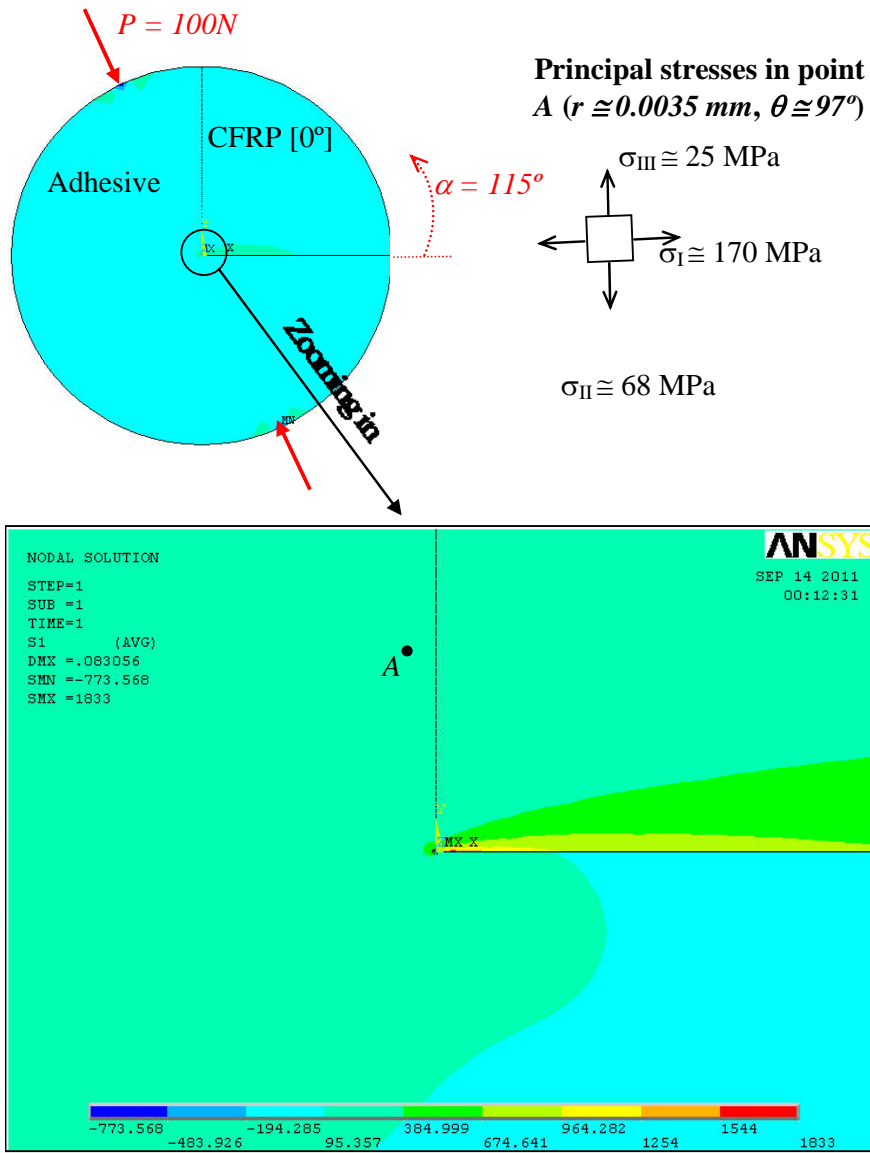 P = 100N
Principal stresses in point
A (r ≅ 0.0035 mm, θ ≅ 97º)
CFRP [0º]
Adhesive
α = 115º
σIII ≅ 25 MPa
σI ≅ 170 MPa
σII ≅ 68 MPa
X
MN
Zooming in
NODAL SOLUTION
STEP=1
SUB =1
TIME=1
S1 (AVG)
DMX =.083056
SMN =-773.568
SMX =1833
ANSYS
SEP 14 2011
00:12:31
A
Y
MX X
-773.568
-483.926
-194.285
95.357
384.999
674.641
964.282
1254
1544
1833